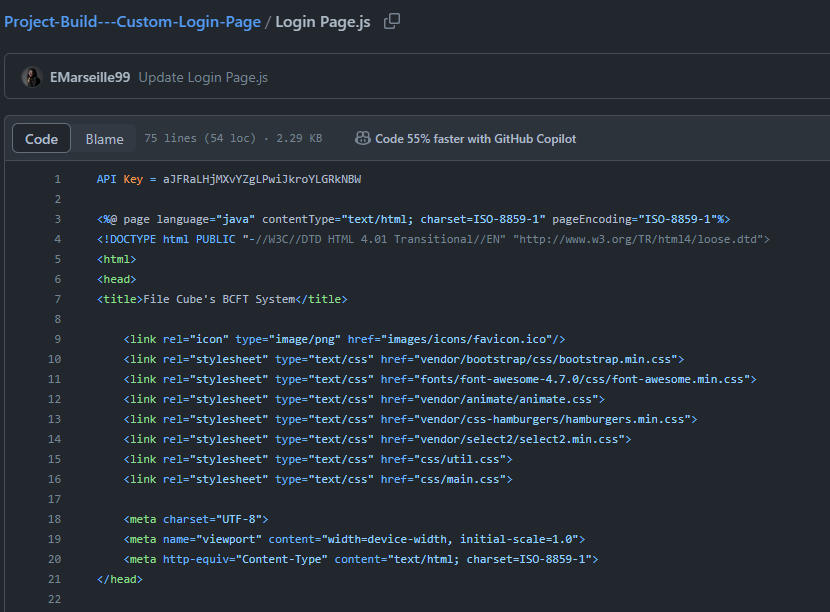 Project-Build---Custom-Login-Page / Login Page.js
EMarseille99 Update Login Page.js
Code Blame 75 lines (54 loc) · 2.29 KB Code 55% faster with GitHub Copilot
1 API Key = aJFRaLHjMXvYZgLPwiJkroYLGRkNBW
2
3 <%@ page language="java" contentType="text/html; charset=ISO-8859-1" pageEncoding="ISO-8859-1"%>
4 <!DOCTYPE html PUBLIC "-//W3C//DTD HTML 4.01 Transitional//EN" "http://www.w3.org/TR/html4/loose.dtd">
5 <html>
6 <head>
7 <title>File Cube's BCFT System</title>
8
9 <link rel="icon" type="image/png" href="images/icons/favicon.ico"/>
10 <link rel="stylesheet" type="text/css" href="vendor/bootstrap/css/bootstrap.min.css">
11 <link rel="stylesheet" type="text/css" href="fonts/font-awesome-4.7.0/css/font-awesome.min.css">
12 <link rel="stylesheet" type="text/css" href="vendor/animate/animate.css">
13 <link rel="stylesheet" type="text/css" href="vendor/css-hamburgers/hamburgers.min.css">
14 <link rel="stylesheet" type="text/css" href="vendor/select2/select2.min.css">
15 <link rel="stylesheet" type="text/css" href="css/util.css">
16 <link rel="stylesheet" type="text/css" href="css/main.css">
17
18 <meta charset="UTF-8">
19 <meta name="viewport" content="width=device-width, initial-scale=1.0">
20 <meta http-equiv="Content-Type" content="text/html; charset=ISO-8859-1">
21 </head>
22